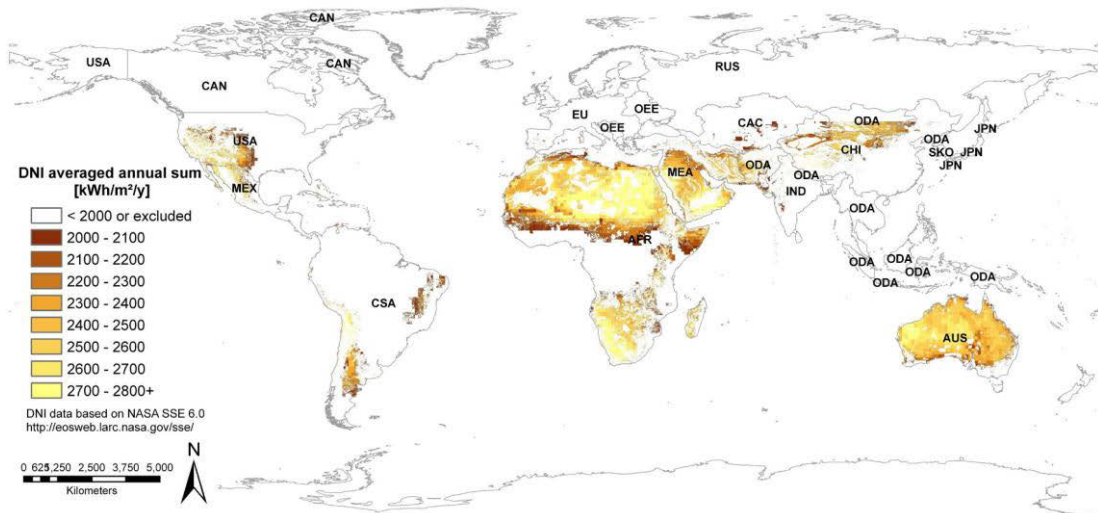 CAN
USA
CAN
CAN
RUS
EU
OEE
OEE
CAC
ODA
ODA
JPN
CHI
SKO
JPN
JPN
USA
MEX
MEA
ODA
ODA
IND
ODA
AFR
ODA
ODA
ODA
ODA
ODA
CSA
AUS
DNI averaged annual sum
[kWh/m²/y]
< 2000 or excluded
2000 - 2100
2100 - 2200
2200 - 2300
2300 - 2400
2400 - 2500
2500 - 2600
2600 - 2700
2700 - 2800+
DNI data based on NASA SSE 6.0
http://eosweb.larc.nasa.gov/sse/
N
0 625 1,250 2,500 3,750 5,000
Kilometers